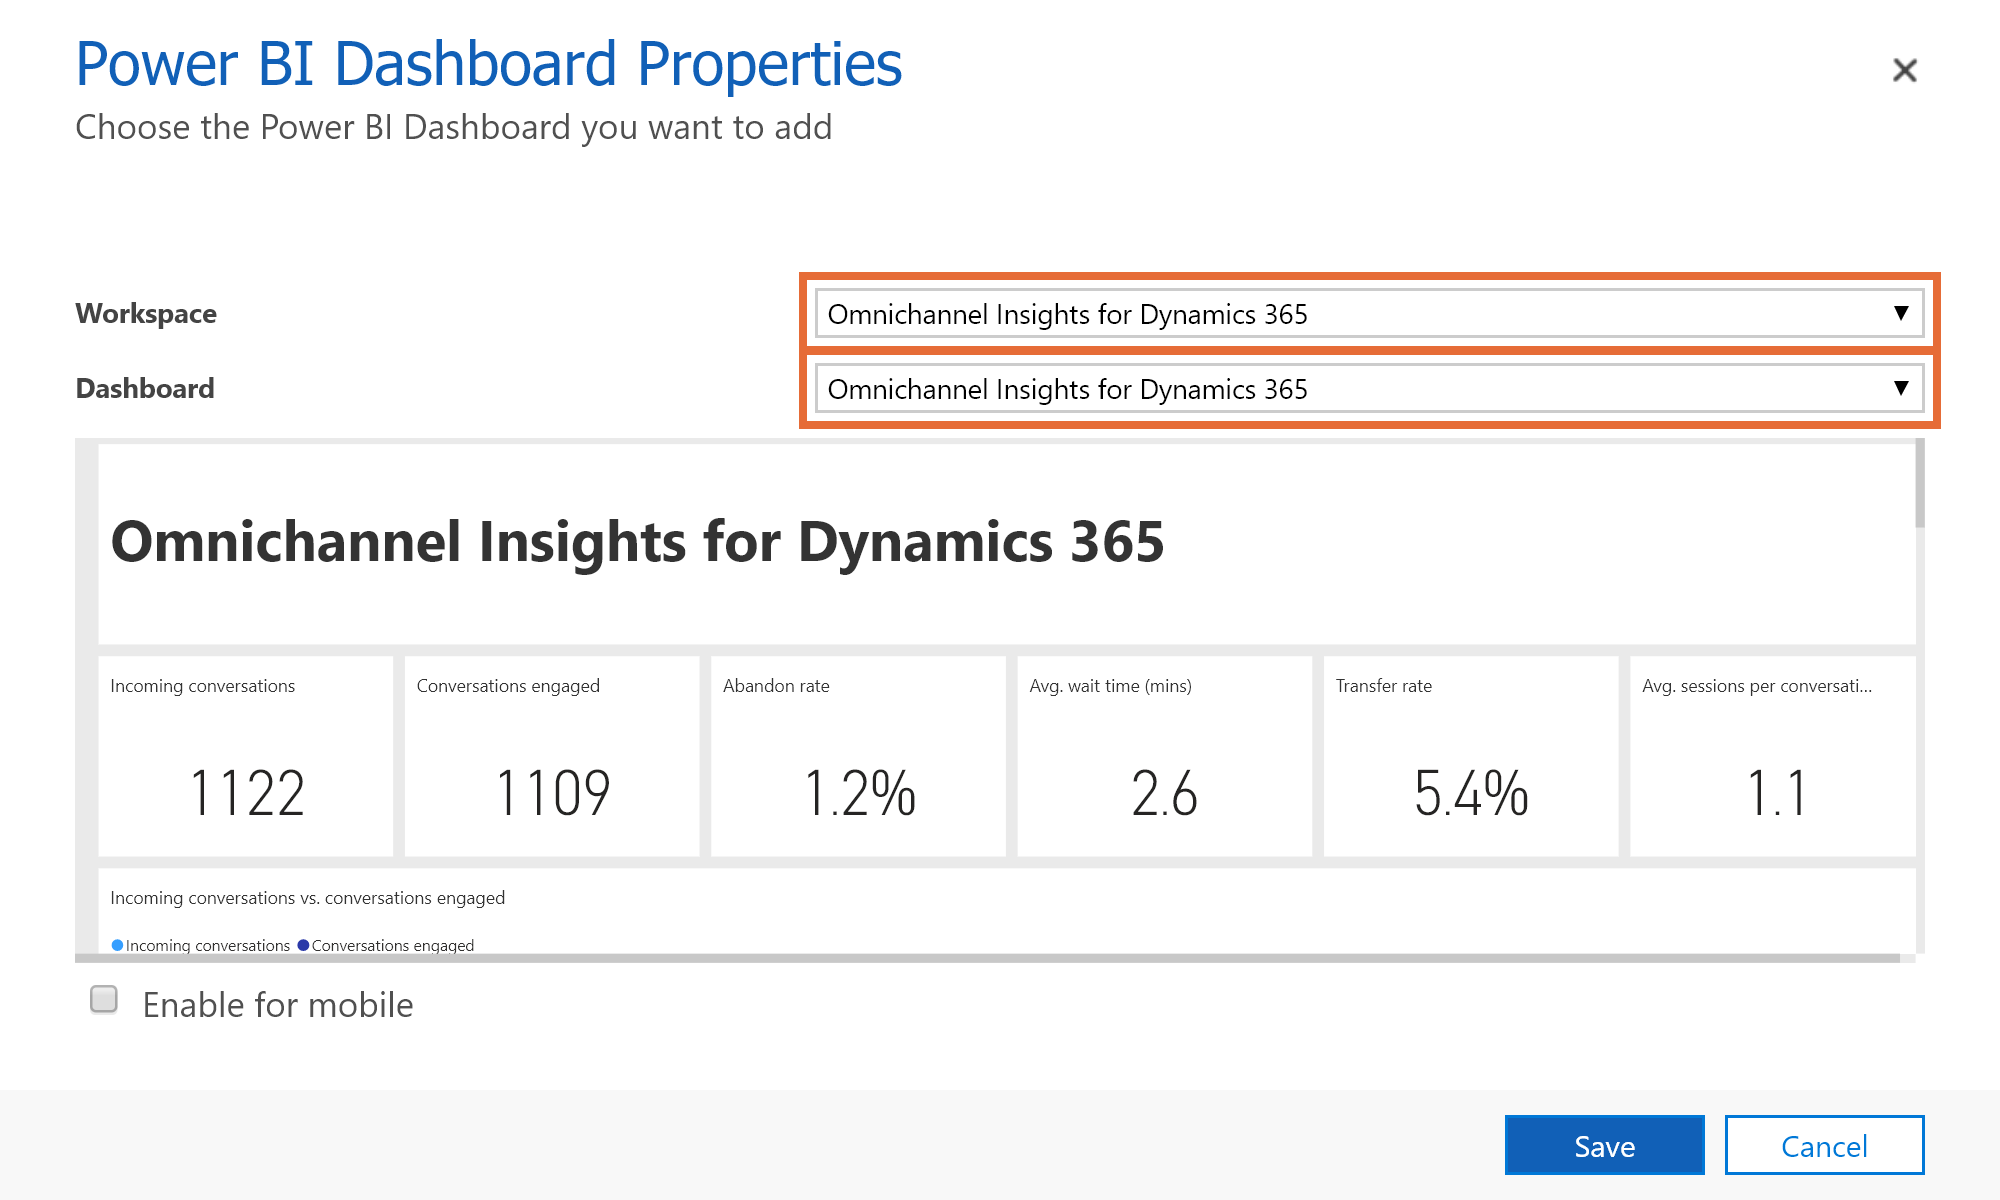 Power BI Dashboard Properties
Choose the Power BI Dashboard you want to add
Workspace
Omnichannel Insights for Dynamics 365
Dashboard
Omnichannel Insights for Dynamics 365
Omnichannel Insights for Dynamics 365
Incoming conversations
1122
Conversations engaged
1109
Abandon rate
1.2%
Avg. wait time (mins)
2.6
Transfer rate
5.4%
Avg. sessions per conversati...
1.1
Incoming conversations vs. conversations engaged
Incoming conversations Conversations engaged
Enable for mobile
Save
Cancel